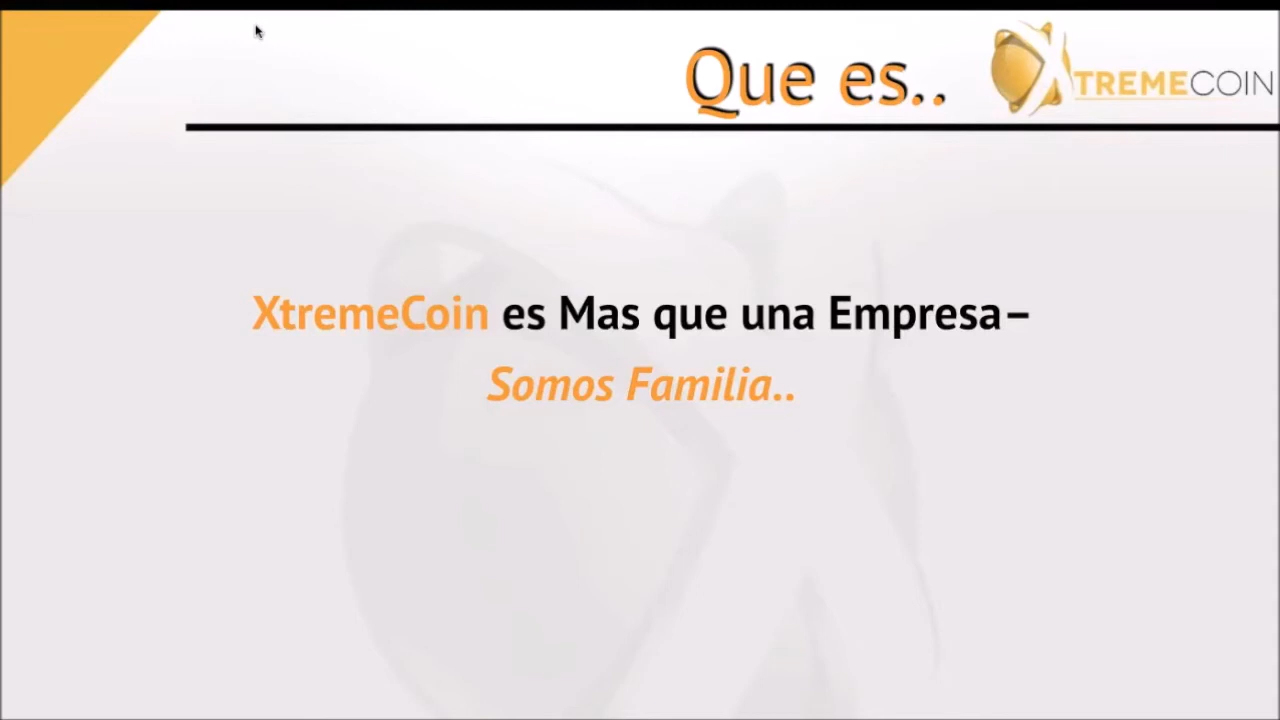 Que es..
XTREMECOIN
XtremeCoin es Mas que una Empresa–
Somos Familia..